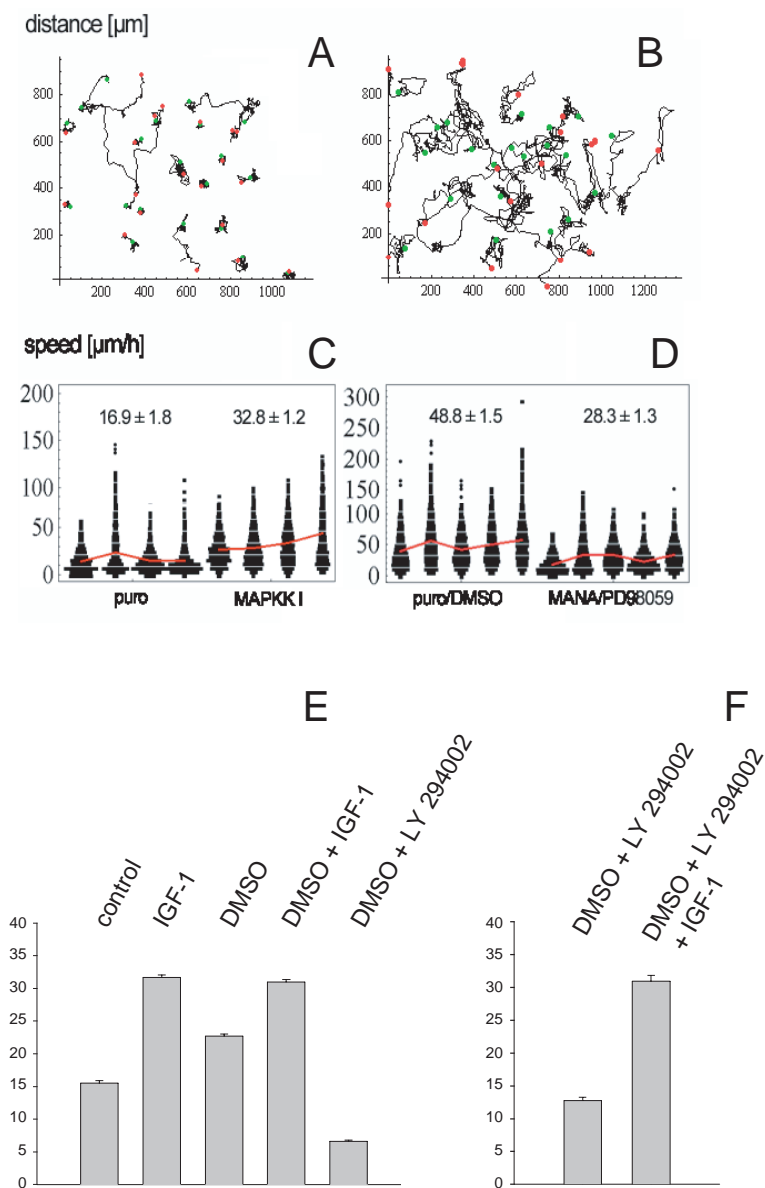 distance [μm]
A
B
800
600
400
200
200 400 600 800 1000
800
600
400
200
200 400 600 800 1000 1200
speed [μm/h]
C
D
200
150
100
50
0
16.9 ± 1.8
32.8 ± 1.2
puro
MAPKK I
300
250
200
150
100
50
0
48.8 ± 1.5
28.3 ± 1.3
puro/DMSO
MANA/PD98059
E
F
control
IGF-1
DMSO
DMSO + IGF-1
DMSO + LY 294002
40
35
30
25
20
15
10
5
0
DMSO + LY 294002
DMSO + LY 294002
+ IGF-1
40
35
30
25
20
15
10
5
0